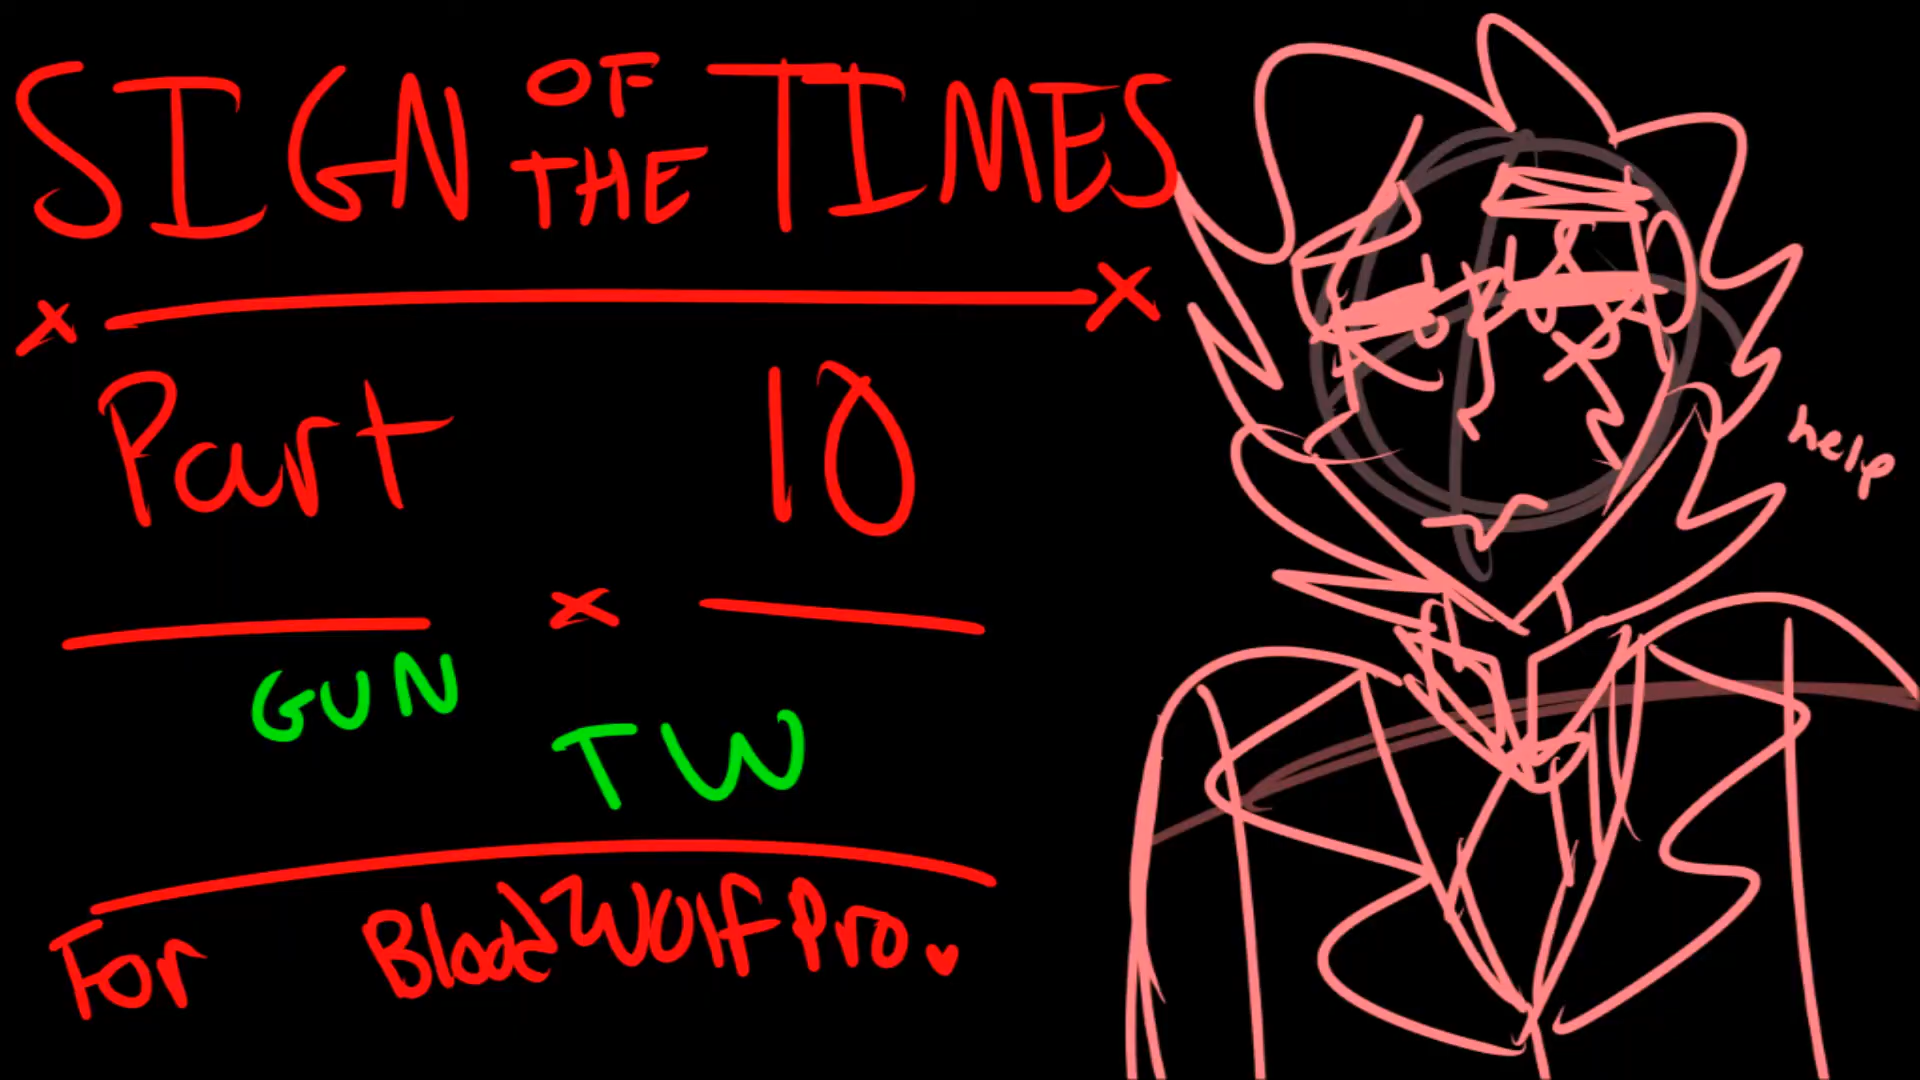 SIGN OF THE TIMES
Part 10
GUN TW
For BloodWolfPro.
help